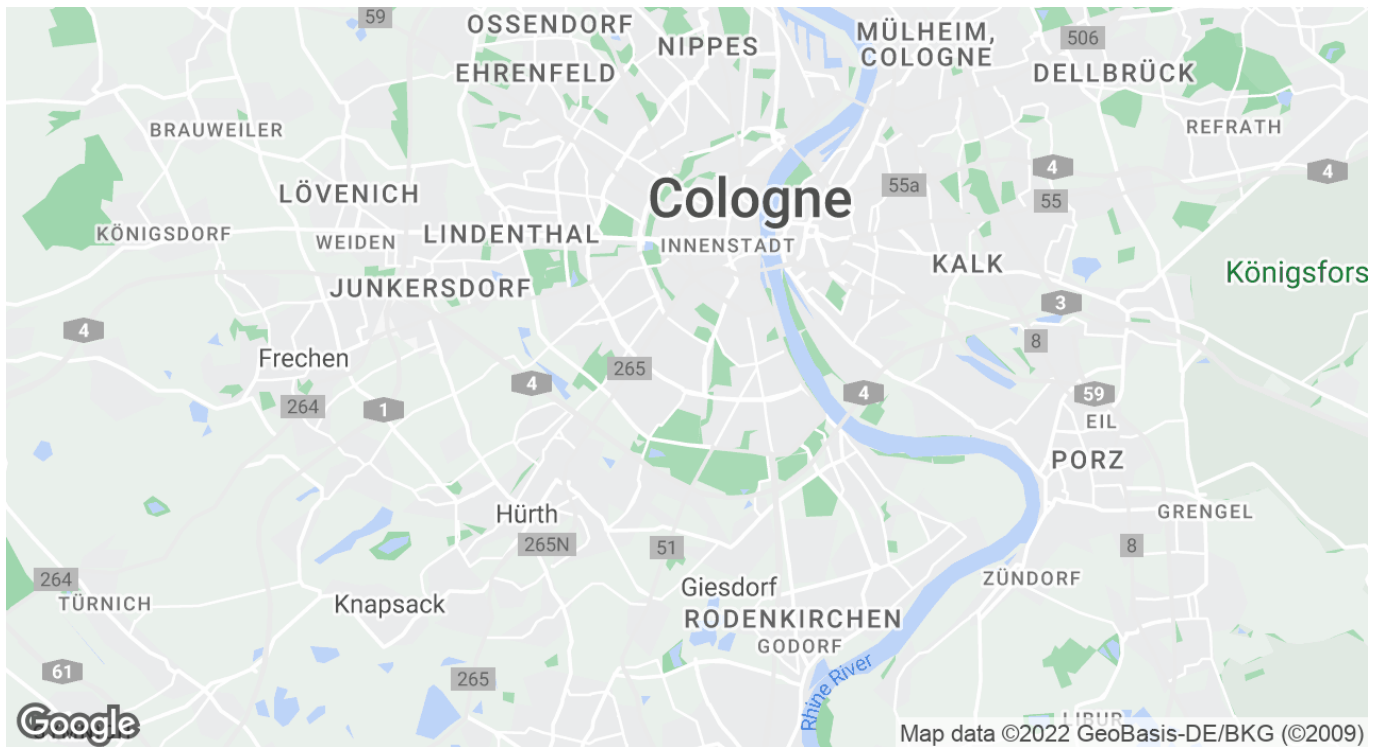 59
OSSENDORF
NIPPES
MÜLHEIM,
COLOGNE
506
EHRENFELD
DELLBRÜCK
BRAUWEILER
REFRATH
4
4
55a
55
LÖVENICH
Cologne
KÖNIGSDORF
WEIDEN
LINDENTHAL
INNENSTADT
KALK
Königsfors
JUNKERSDORF
3
4
8
Frechen
265
4
4
59
264
1
EIL
PORZ
Hürth
GRENGEL
265N
51
8
264
ZÜNDORF
TÜRNICH
Knapsack
Giesdorf
RODENKIRCHEN
GODORF
61
265
Rhine River
Google
LIBUR
Map data ©2022 GeoBasis-DE/BKG (©2009)